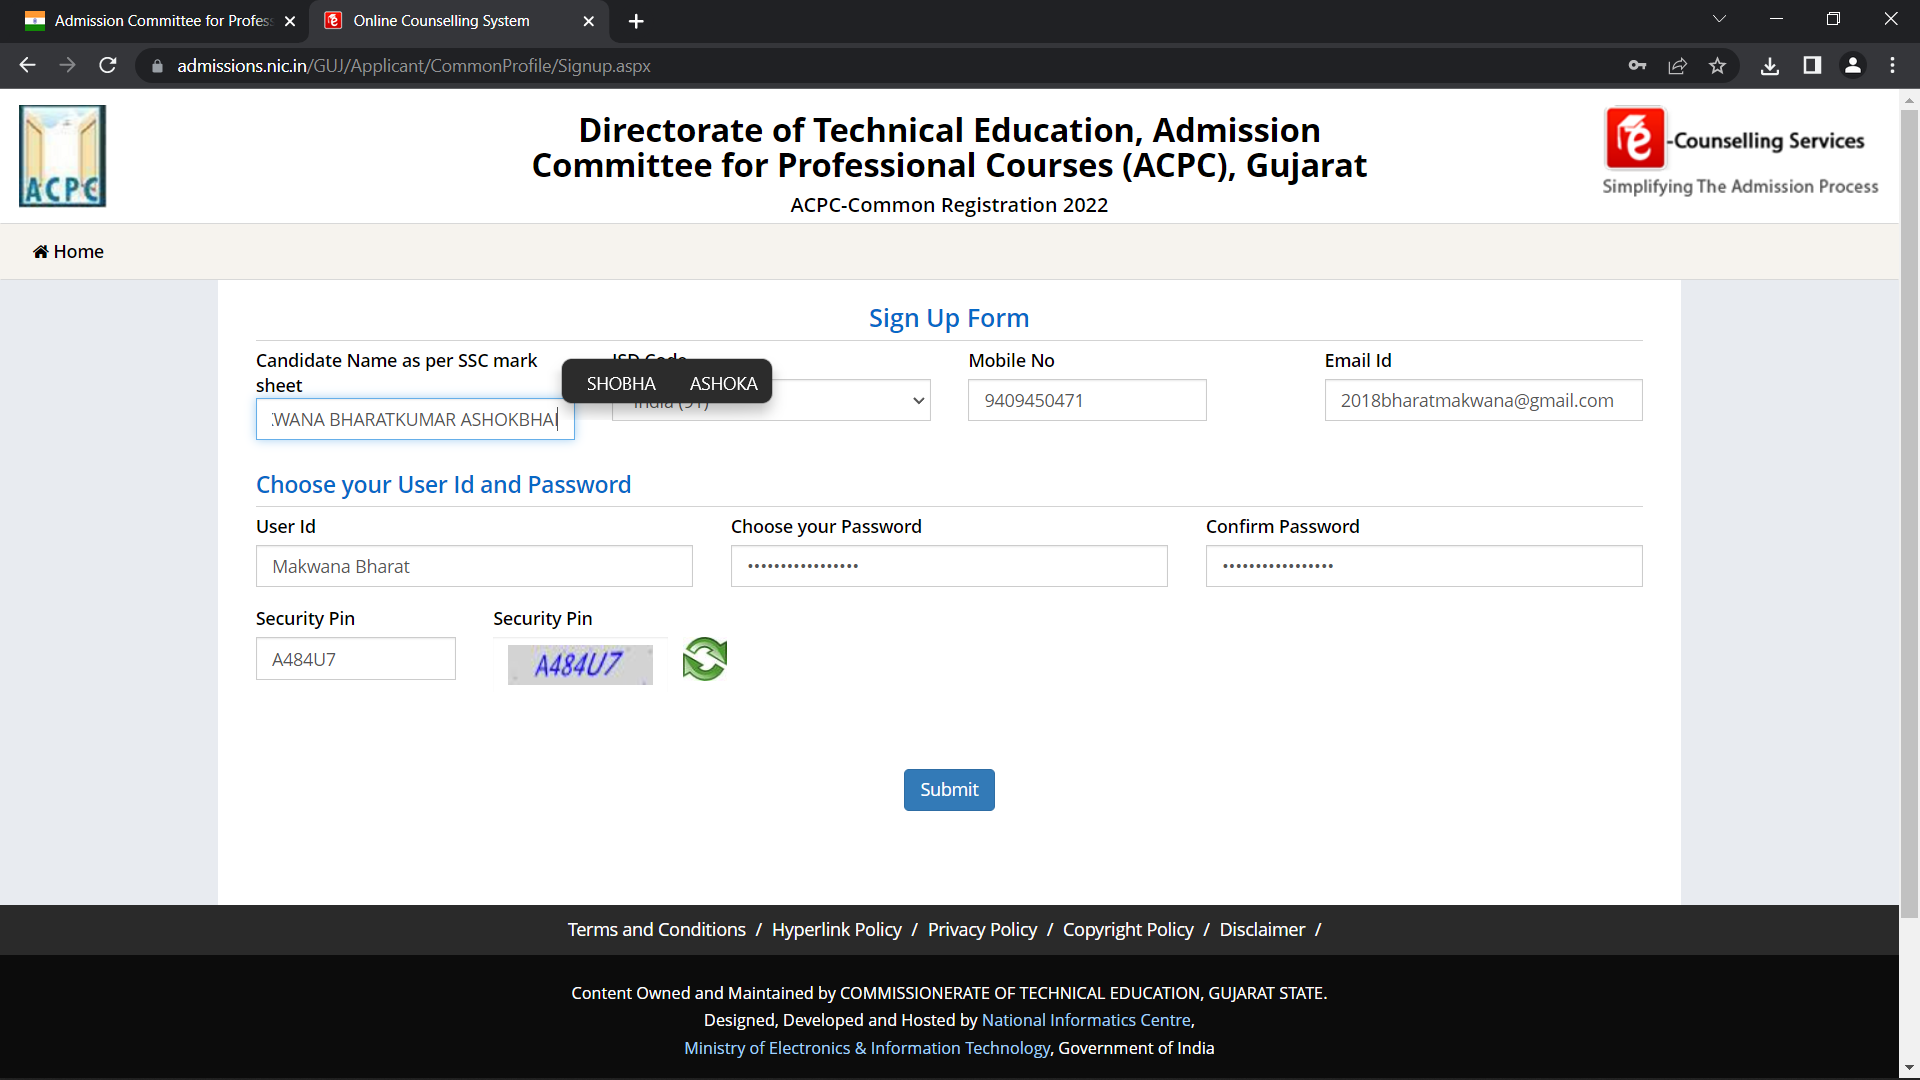 Admission Committee for Profes
Online Counselling System
admissions.nic.in/GUJ/Applicant/CommonProfile/Signup.aspx
ACPC
Directorate of Technical Education, Admission
Committee for Professional Courses (ACPC), Gujarat
ACPC-Common Registration 2022
e-Counselling Services
Simplifying The Admission Process
Home
Sign Up Form
Candidate Name as per SSC mark
sheet
WANA BHARATKUMAR ASHOKBHAI
SHOBHA ASHOKA
ISD Code
India (91)
Mobile No
9409450471
Email Id
2018bharatmakwana@gmail.com
Choose your User Id and Password
User Id
Makwana Bharat
Choose your Password
•••••••••••••••••
Confirm Password
•••••••••••••••••
Security Pin
A484U7
Security Pin
A484U7
Submit
Terms and Conditions / Hyperlink Policy / Privacy Policy / Copyright Policy / Disclaimer /
Content Owned and Maintained by COMMISSIONERATE OF TECHNICAL EDUCATION, GUJARAT STATE.
Designed, Developed and Hosted by National Informatics Centre,
Ministry of Electronics & Information Technology, Government of India